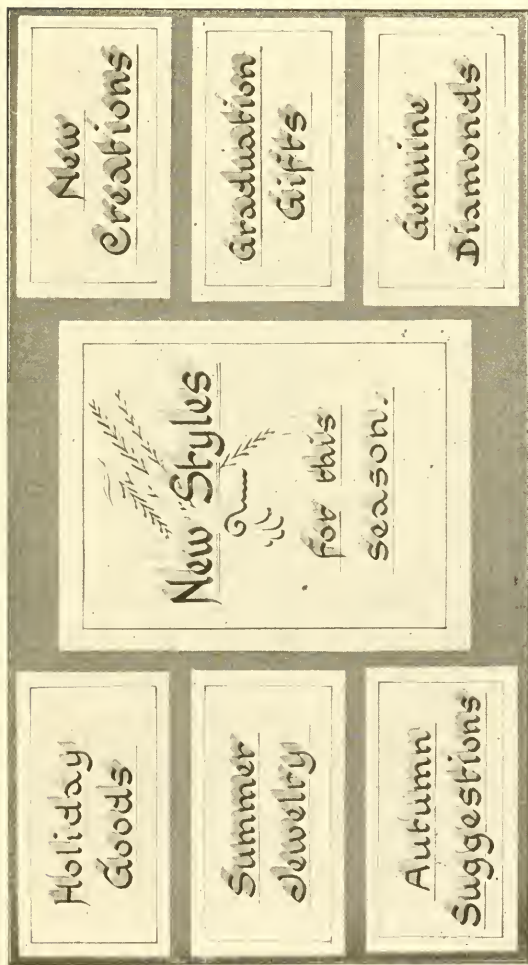 Holiday
Goods
Summer
Jewelry
Autumn
Suggestions
New Styles
for this
season.
New
Creations
Graduation
Gifts
Genuine
Diamonds